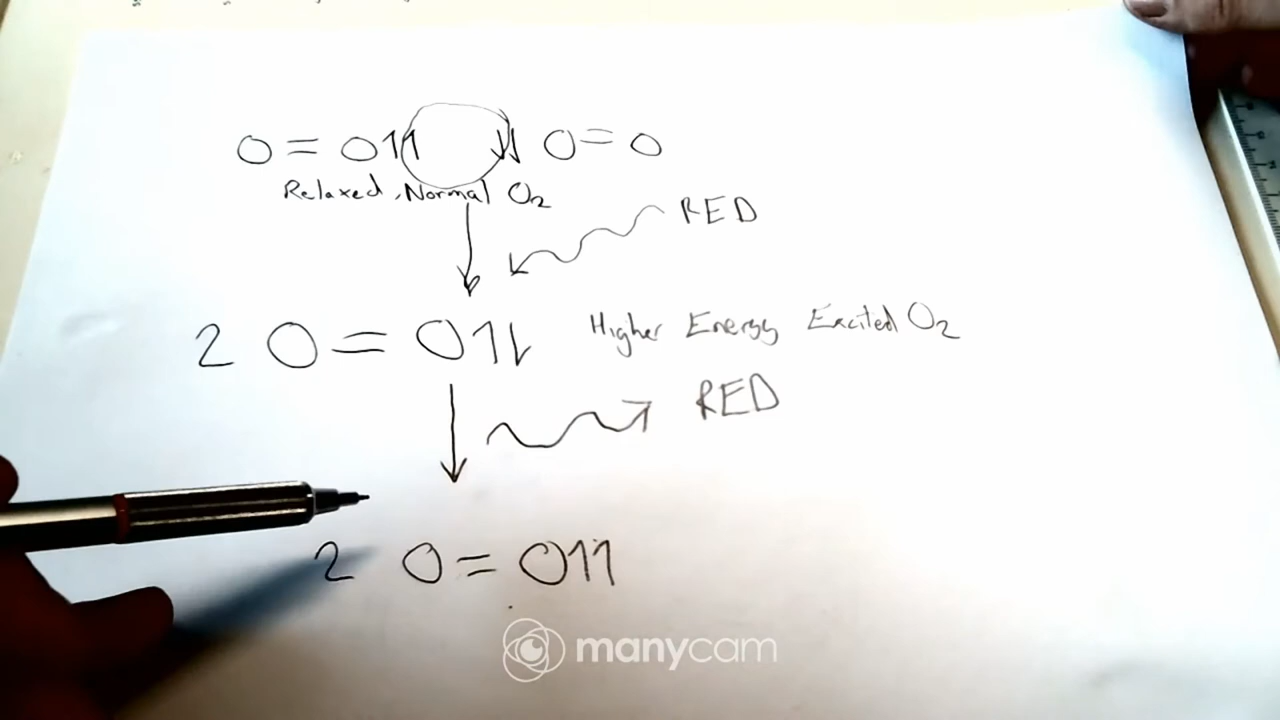 O = O↿↿ ⇃⇃ O = O
Relaxed, Normal O₂
RED
2 O = O↿⇂ Higher Energy Excited O₂
RED
2 O = O↿↿
manycam